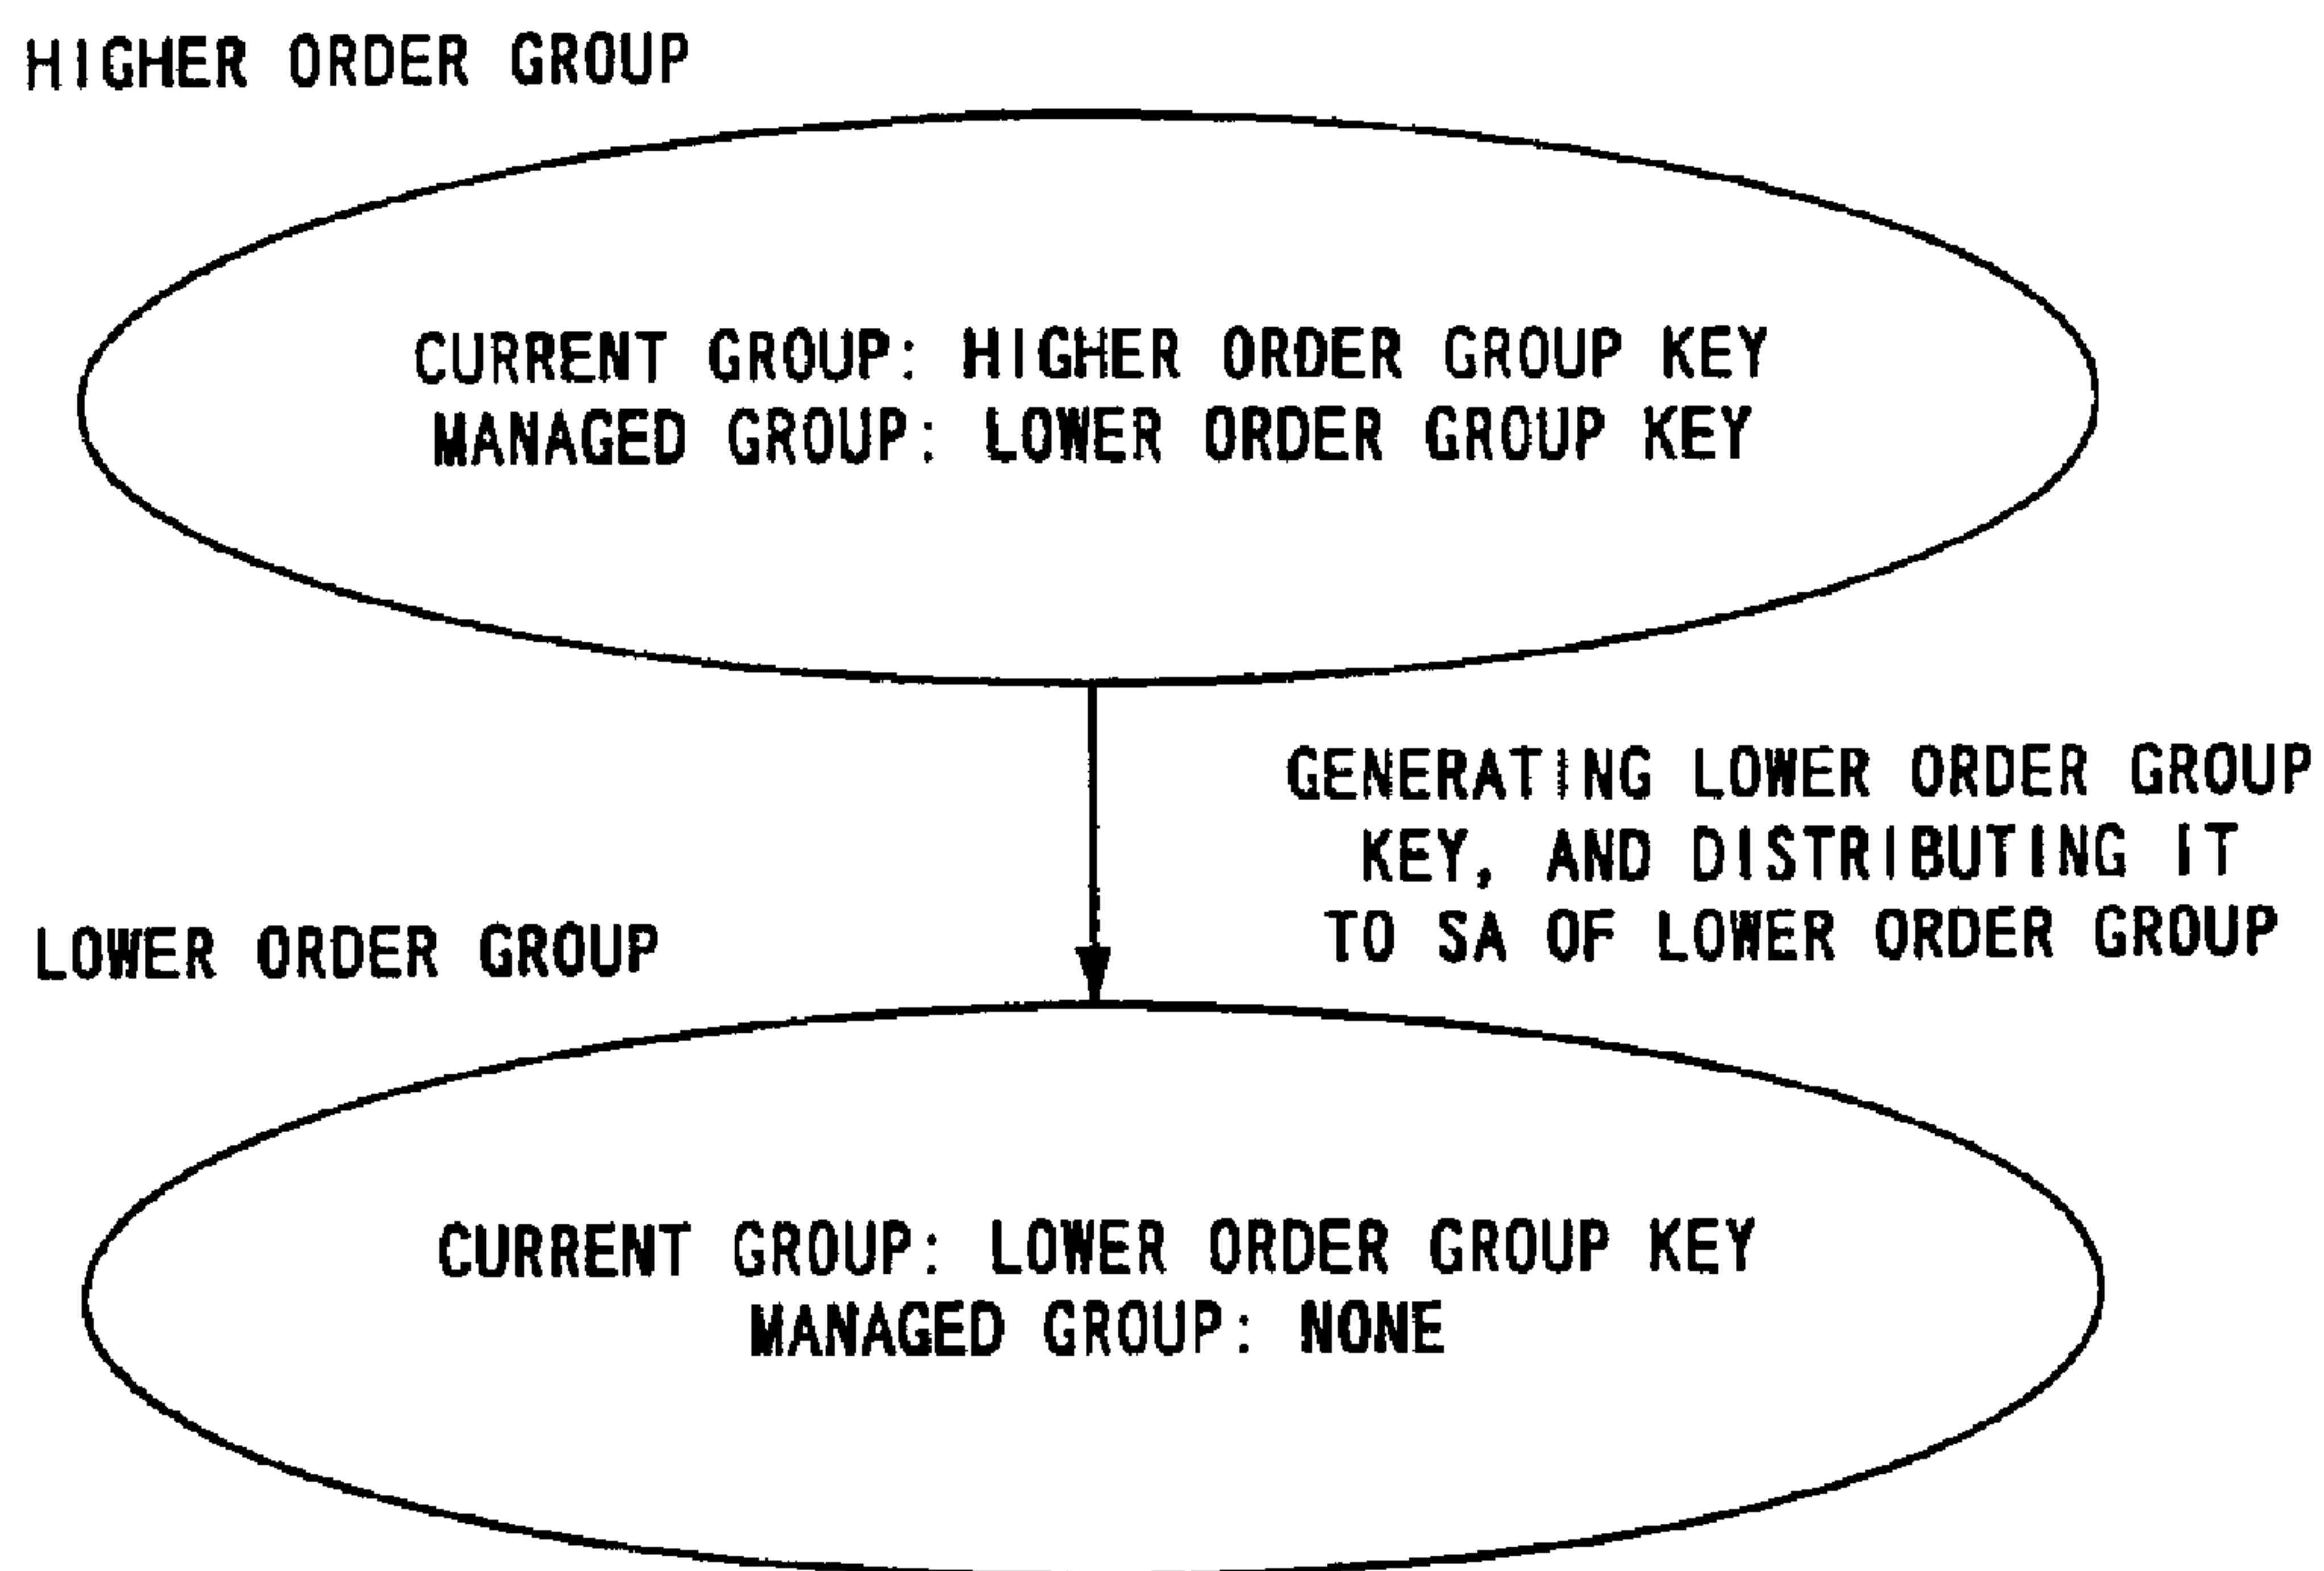 HIGHER ORDER GROUP
CURRENT GROUP: HIGHER ORDER GROUP KEY
MANAGED GROUP: LOWER ORDER GROUP KEY
GENERATING LOWER ORDER GROUP
KEY, AND DISTRIBUTING IT
TO SA OF LOWER ORDER GROUP
LOWER ORDER GROUP
CURRENT GROUP: LOWER ORDER GROUP KEY
MANAGED GROUP: NONE